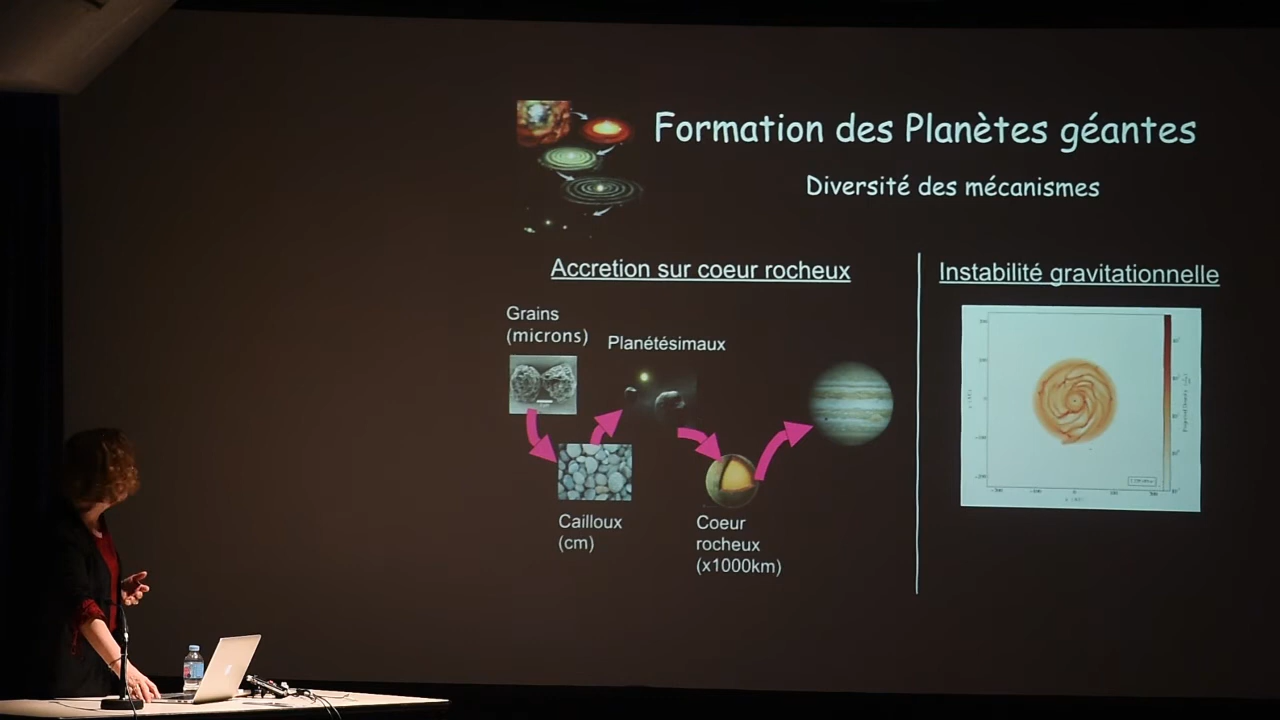 Formation des Planètes géantes
Diversité des mécanismes
Accretion sur coeur rocheux
Instabilité gravitationnelle
Grains
(microns)
Planétésimaux
Cailloux
(cm)
Coeur
rocheux
(x1000km)